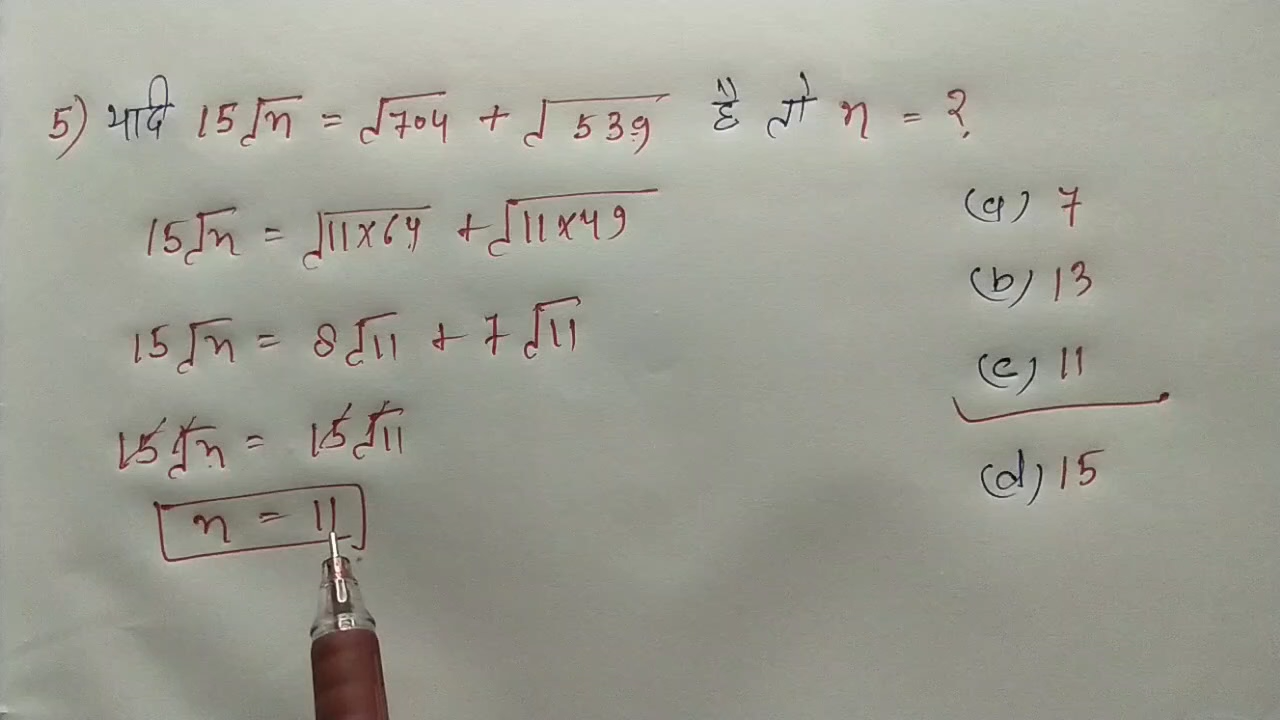 5) यदि 15√n = √704 + √539 है तो n = ?
15√n = √11×64 + √11×49
15√n = 8√11 + 7√11
15√n = 15√11
n = 11
(a) 7
(b) 13
(c) 11
(d) 15